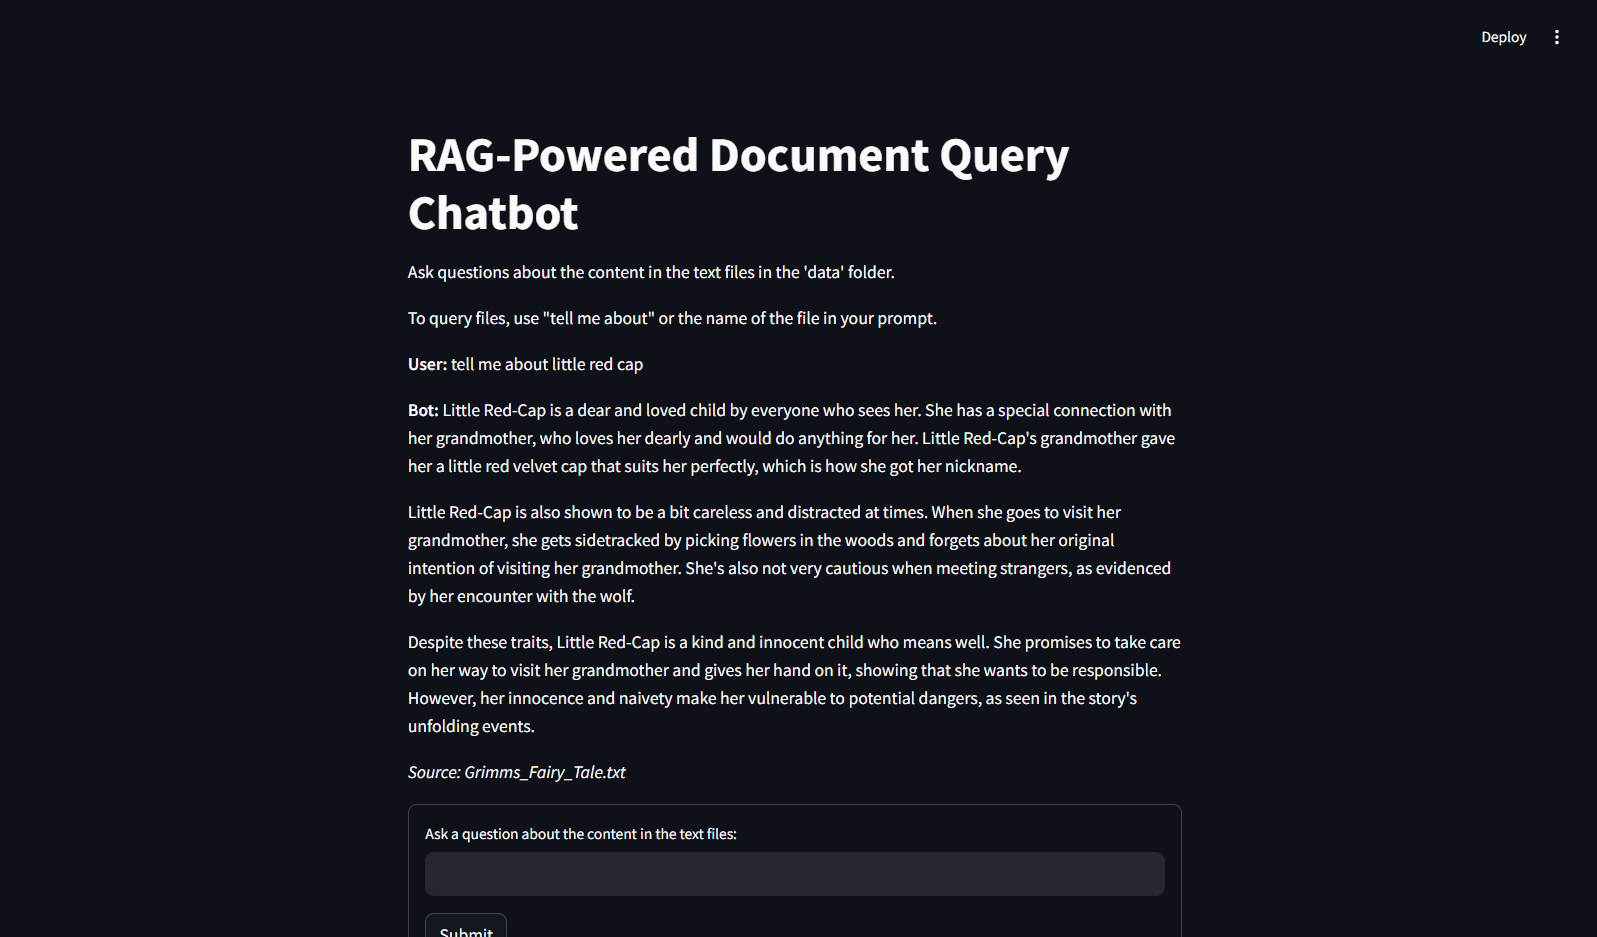 Deploy
RAG-Powered Document Query
Chatbot
Ask questions about the content in the text files in the 'data' folder.
To query files, use "tell me about" or the name of the file in your prompt.
User: tell me about little red cap
Bot: Little Red-Cap is a dear and loved child by everyone who sees her. She has a special connection with
her grandmother, who loves her dearly and would do anything for her. Little Red-Cap's grandmother gave
her a little red velvet cap that suits her perfectly, which is how she got her nickname.
Little Red-Cap is also shown to be a bit careless and distracted at times. When she goes to visit her
grandmother, she gets sidetracked by picking flowers in the woods and forgets about her original
intention of visiting her grandmother. She's also not very cautious when meeting strangers, as evidenced
by her encounter with the wolf.
Despite these traits, Little Red-Cap is a kind and innocent child who means well. She promises to take care
on her way to visit her grandmother and gives her hand on it, showing that she wants to be responsible.
However, her innocence and naivety make her vulnerable to potential dangers, as seen in the story's
unfolding events.
Source: Grimms_Fairy_Tale.txt
Ask a question about the content in the text files:
Submit